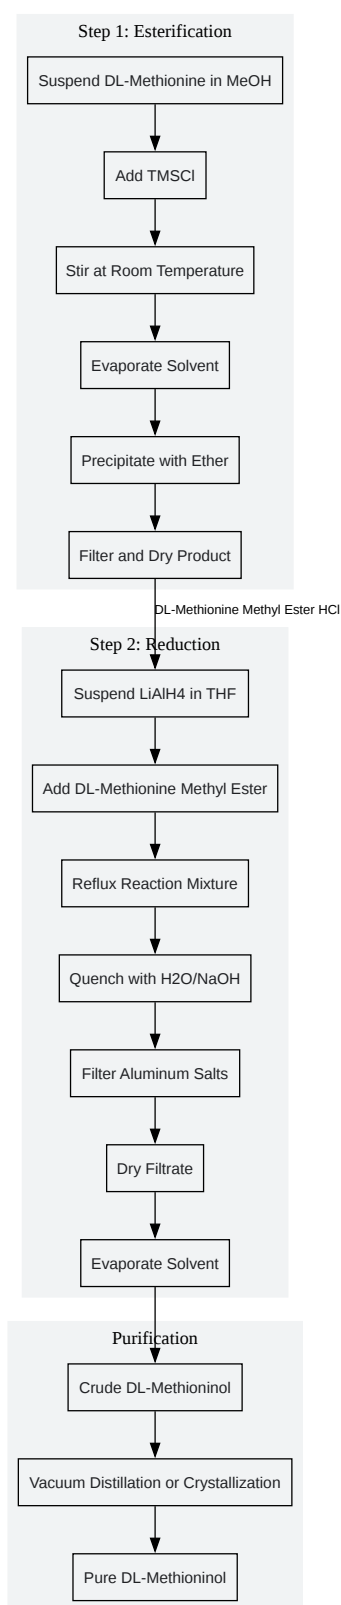 Step 1: Esterification
Suspend DL-Methionine in MeOH
Add TMSCl
Stir at Room Temperature
Evaporate Solvent
Precipitate with Ether
Filter and Dry Product
DL-Methionine Methyl Ester HCl
Step 2: Reduction
Suspend LiAlH4 in THF
Add DL-Methionine Methyl Ester
Reflux Reaction Mixture
Quench with H2O/NaOH
Filter Aluminum Salts
Dry Filtrate
Evaporate Solvent
Purification
Crude DL-Methioninol
Vacuum Distillation or Crystallization
Pure DL-Methioninol